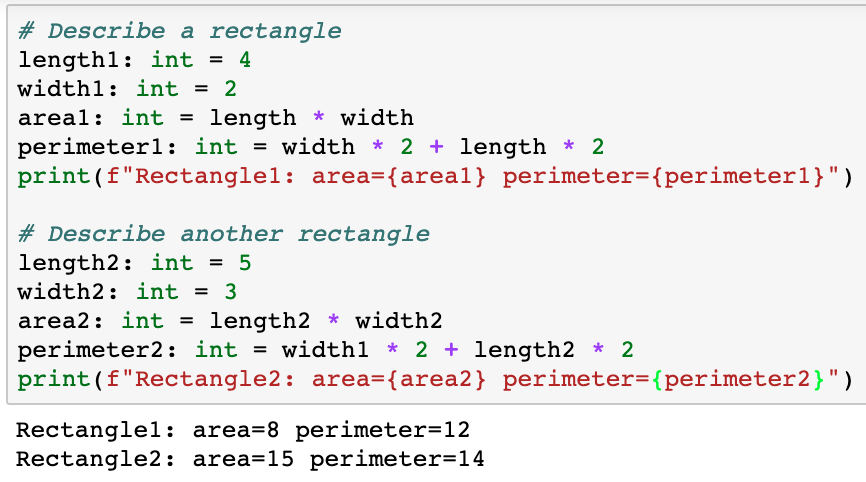 # Describe a rectangle
length1: int = 4
width1: int = 2
area1: int = length * width
perimeter1: int = width * 2 + length * 2
print(f"Rectangle1: area={area1} perimeter={perimeter1}")
# Describe another rectangle
length2: int = 5
width2: int = 3
area2: int = length2 * width2
perimeter2: int = width1 * 2 + length2 * 2
print(f"Rectangle2: area={area2} perimeter={perimeter2}")
Rectangle1: area=8 perimeter=12
Rectangle2: area=15 perimeter=14